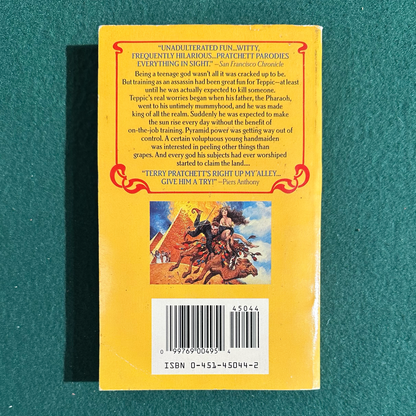 "UNADULTERATED FUN...WITTY,
FREQUENTLY HILARIOUS...PRATCHETT PARODIES
EVERYTHING IN SIGHT." —San Francisco Chronicle
Being a teenage god wasn't all it was cracked up to be.
But training as an assassin had been great fun for Teppic—at least
until he was actually expected to kill someone.
Teppic's real worries began when his father, the Pharaoh,
went to his untimely mummyhood, and he was made
king of all the realm. Suddenly he was expected to make
the sun rise every day without the benefit of
on-the-job training. Pyramid power was getting way out of
control. A certain voluptuous young handmaiden
was interested in peeling other things than
grapes. And every god his subjects had ever worshiped
started to claim the land....
"TERRY PRATCHETT'S RIGHT UP MY ALLEY...
GIVE HIM A TRY!" —Piers Anthony
45044
0 99769 00495 4
ISBN 0-451-45044-2